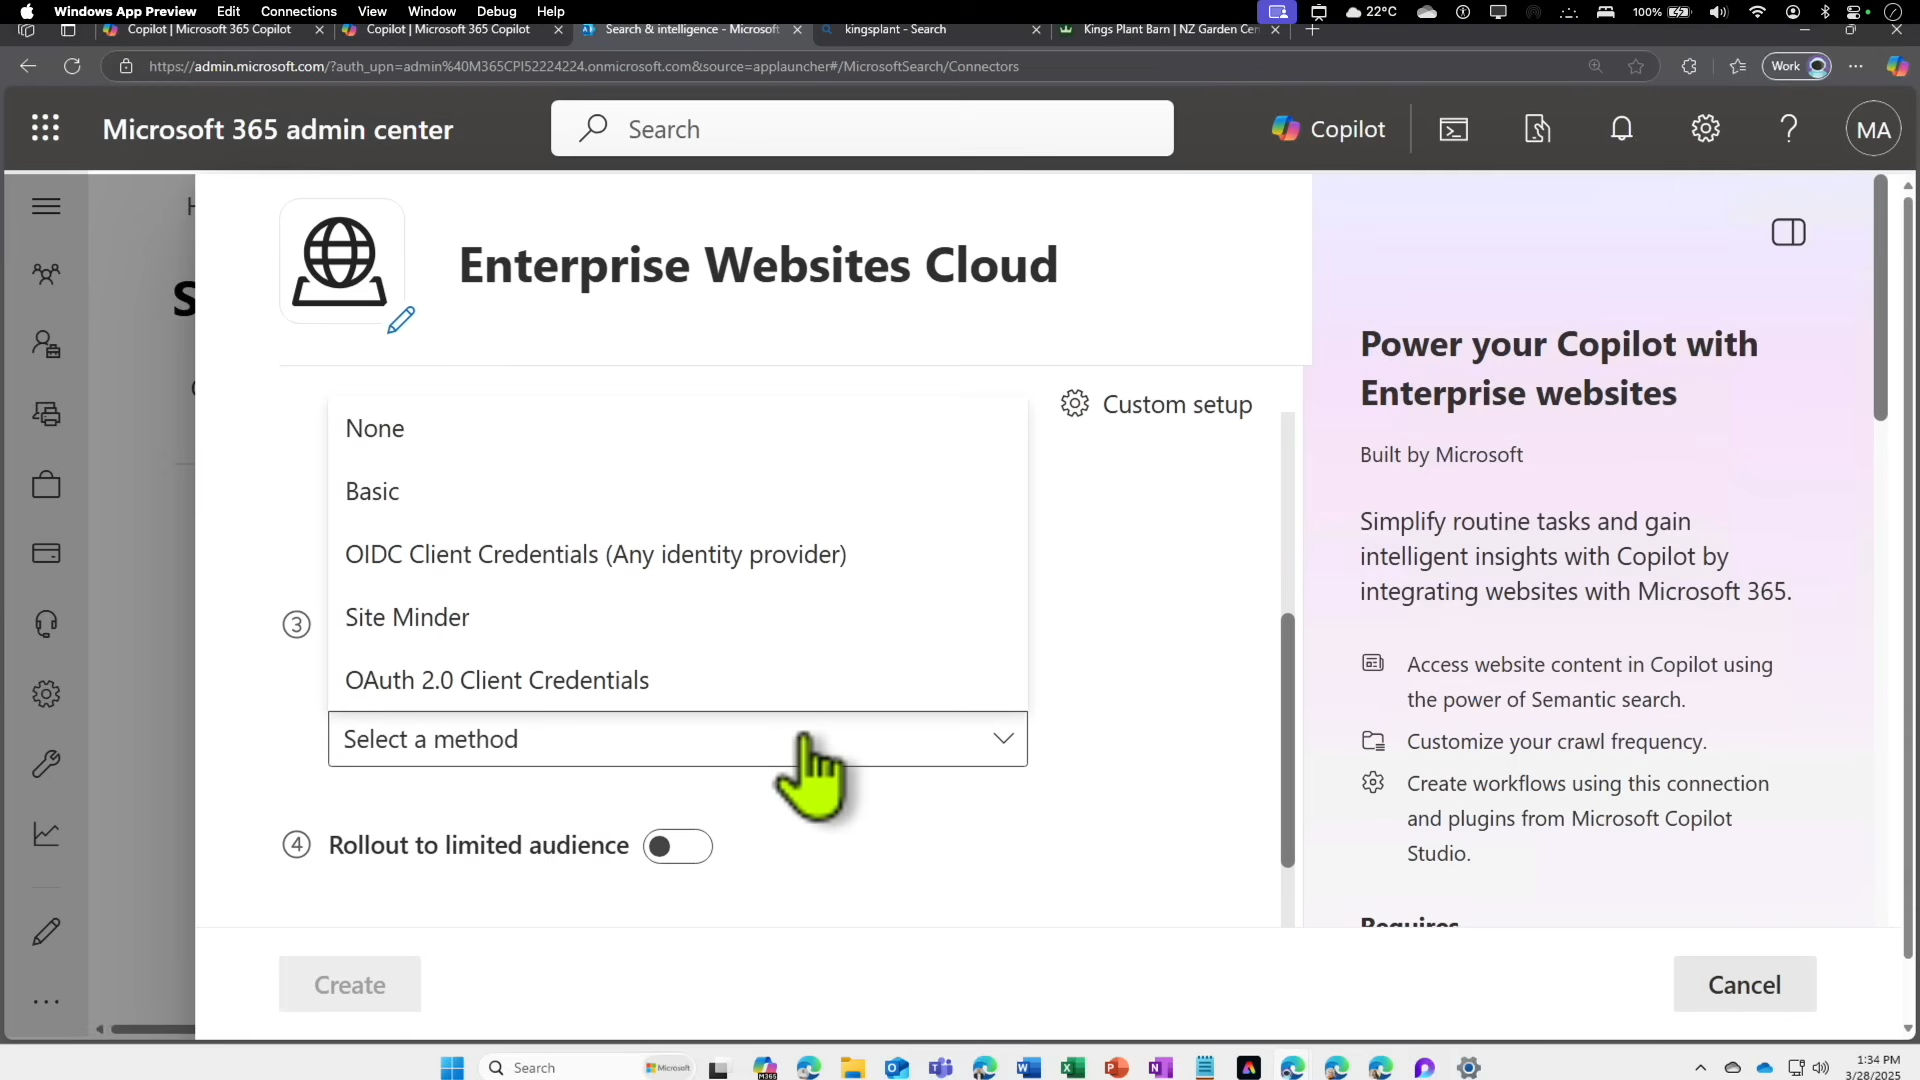 Windows App Preview Edit Connections View Window Debug Help 22°C 100%
Copilot | Microsoft 365 Copilot
Copilot | Microsoft 365 Copilot
Search & intelligence - Microsoft
kingsplant - Search
Kings Plant Barn | NZ Garden Cen
https://admin.microsoft.com/?auth_upn=admin%40M365CPI52224224.onmicrosoft.com&source=applauncher#/MicrosoftSearch/Connectors
Work
Microsoft 365 admin center
Search
Copilot
MA
Enterprise Websites Cloud
Custom setup
None
Basic
OIDC Client Credentials (Any identity provider)
3
Site Minder
OAuth 2.0 Client Credentials
Select a method
4 Rollout to limited audience
Create
Cancel
Power your Copilot with
Enterprise websites
Built by Microsoft
Simplify routine tasks and gain
intelligent insights with Copilot by
integrating websites with Microsoft 365.
Access website content in Copilot using
the power of Semantic search.
Customize your crawl frequency.
Create workflows using this connection
and plugins from Microsoft Copilot
Studio.
Requires
Search
Microsoft
M365
1:34 PM
3/28/2025